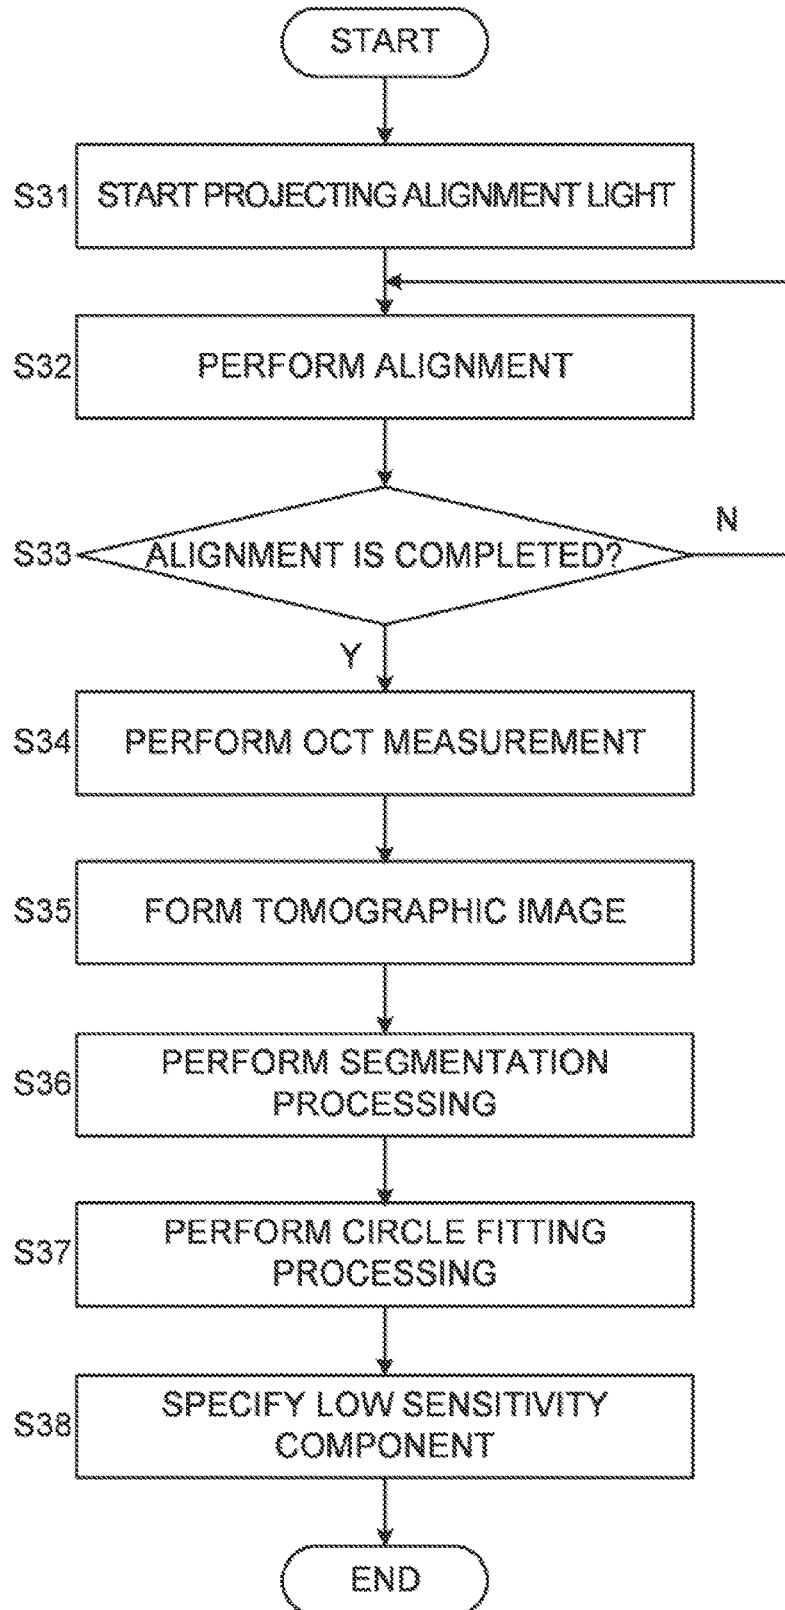 START
S31
START PROJECTING ALIGNMENT LIGHT
S32
PERFORM ALIGNMENT
S33
ALIGNMENT IS COMPLETED?
N
Y
S34
PERFORM OCT MEASUREMENT
S35
FORM TOMOGRAPHIC IMAGE
S36
PERFORM SEGMENTATION
PROCESSING
S37
PERFORM CIRCLE FITTING
PROCESSING
S38
SPECIFY LOW SENSITIVITY
COMPONENT
END